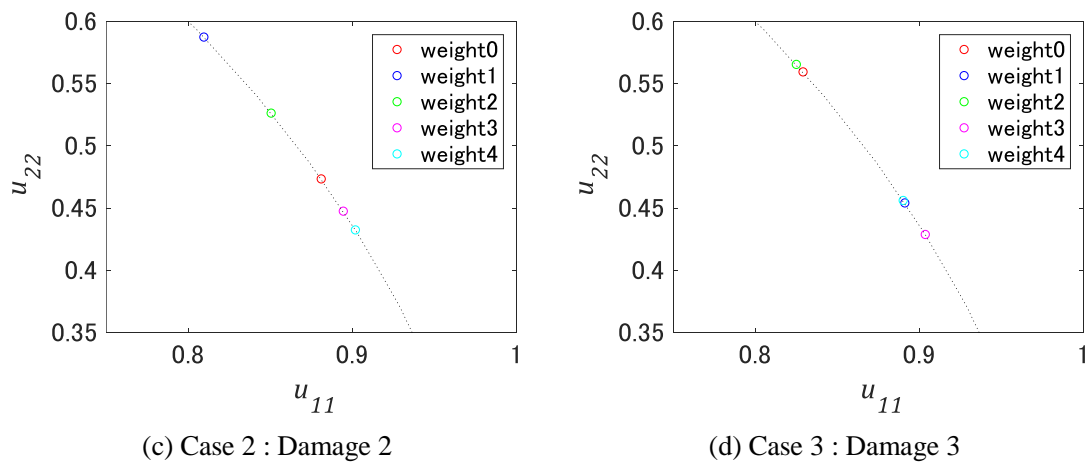 0.6
0.55
0.5
0.45
0.4
0.35
0.8
0.9
1
u22
u11
weight0
weight1
weight2
weight3
weight4
(c) Case 2 : Damage 2
0.6
0.55
0.5
0.45
0.4
0.35
0.8
0.9
1
u22
u11
weight0
weight1
weight2
weight3
weight4
(d) Case 3 : Damage 3